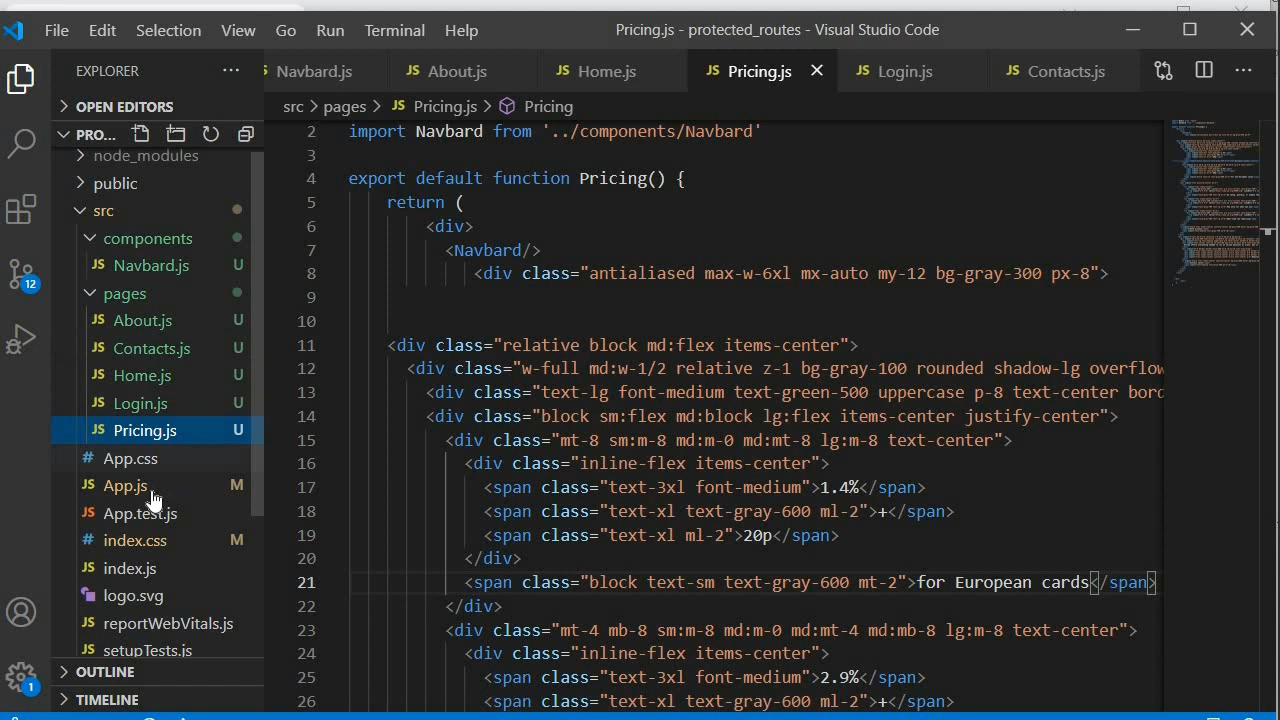 File Edit Selection View Go Run Terminal Help Pricing.js - protected_routes - Visual Studio Code
EXPLORER
Navbard.js About.js Home.js Pricing.js Login.js Contacts.js
OPEN EDITORS
src > pages > JS Pricing.js > Pricing
PRO...
node_modules
public
src
components
JS Navbard.js U
pages
JS About.js U
JS Contacts.js U
JS Home.js U
JS Login.js U
JS Pricing.js U
# App.css
JS App.js M
JS App.test.js
# index.css M
JS index.js
logo.svg
JS reportWebVitals.js
JS setupTests.js
OUTLINE
TIMELINE
12
1
2 import Navbard from '../components/Navbard'
3
4 export default function Pricing() {
5 return (
6 <div>
7 <Navbard/>
8 <div class="antialiased max-w-6xl mx-auto my-12 bg-gray-300 px-8">
9
10
11 <div class="relative block md:flex items-center">
12 <div class="w-full md:w-1/2 relative z-1 bg-gray-100 rounded shadow-lg overflow
13 <div class="text-lg font-medium text-green-500 uppercase p-8 text-center bord
14 <div class="block sm:flex md:block lg:flex items-center justify-center">
15 <div class="mt-8 sm:m-8 md:m-0 md:mt-8 lg:m-8 text-center">
16 <div class="inline-flex items-center">
17 <span class="text-3xl font-medium">1.4%</span>
18 <span class="text-xl text-gray-600 ml-2">+</span>
19 <span class="text-xl ml-2">20p</span>
20 </div>
21 <span class="block text-sm text-gray-600 mt-2">for European cards</span>
22 </div>
23 <div class="mt-4 mb-8 sm:m-8 md:m-0 md:mt-4 md:mb-8 lg:m-8 text-center">
24 <div class="inline-flex items-center">
25 <span class="text-3xl font-medium">2.9%</span>
26 <span class="text-xl text-gray-600 ml-2">+</span>